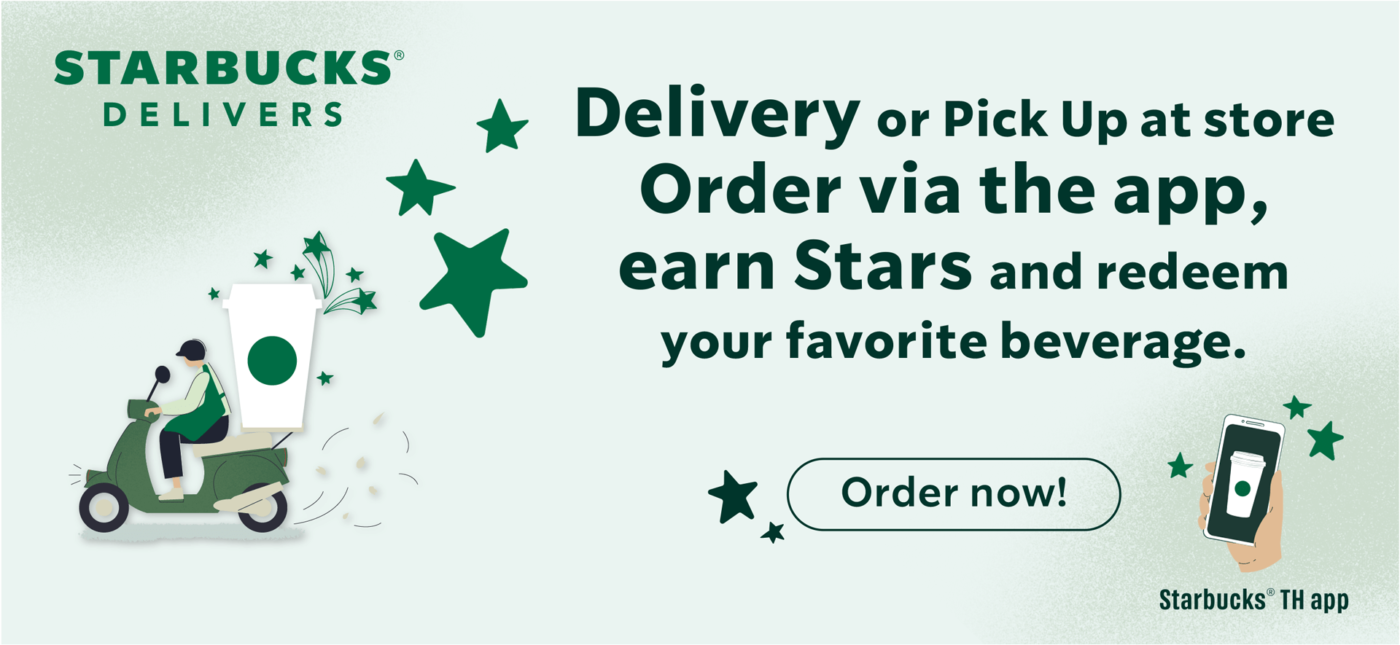 STARBUCKS®
DELIVERS
Delivery or Pick Up at store
Order via the app,
earn Stars and redeem
your favorite beverage.
Order now!
Starbucks® TH app